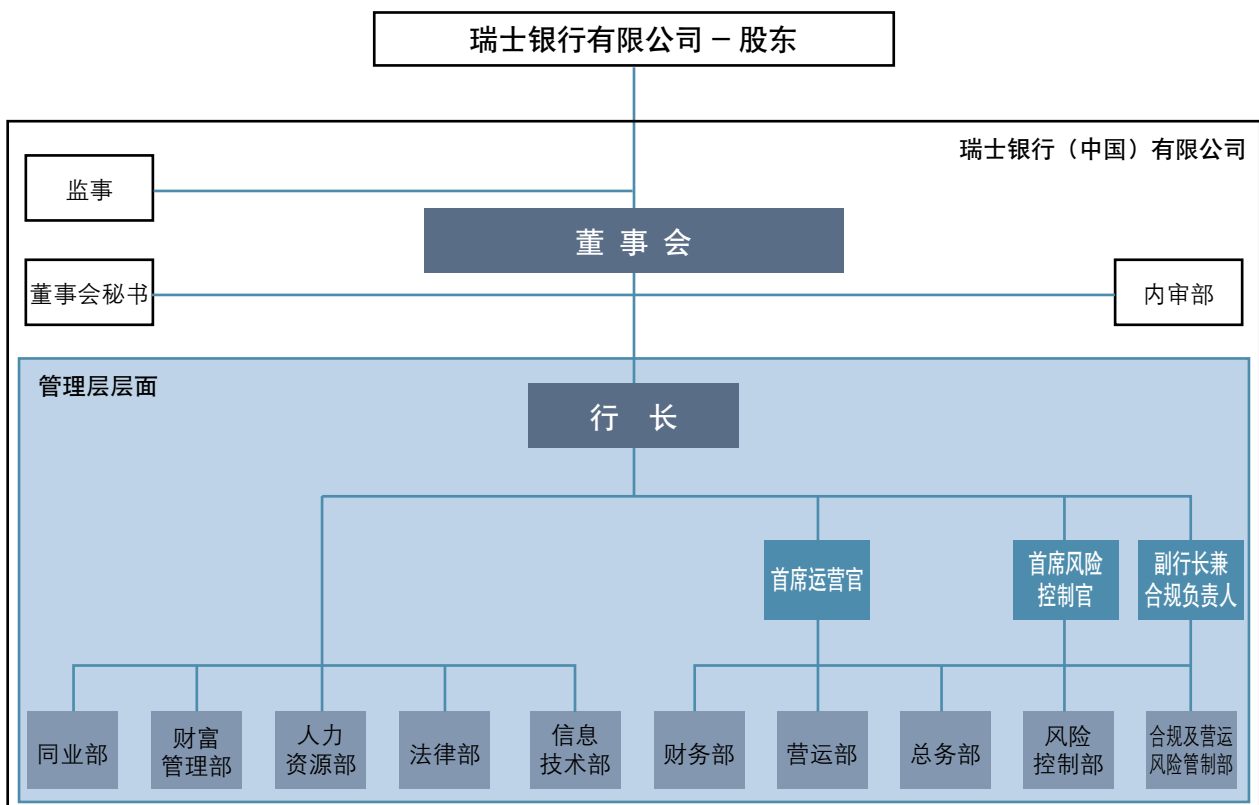 瑞士银行有限公司 – 股东
瑞士银行（中国）有限公司
监事
董事会
董事会秘书
内审部
管理层层面
行 长
首席运营官
首席风险
控制官
副行长兼
合规负责人
同业部
财富
管理部
人力
资源部
法律部
信息
技术部
财务部
营运部
总务部
风险
控制部
合规及营运
风险管制部